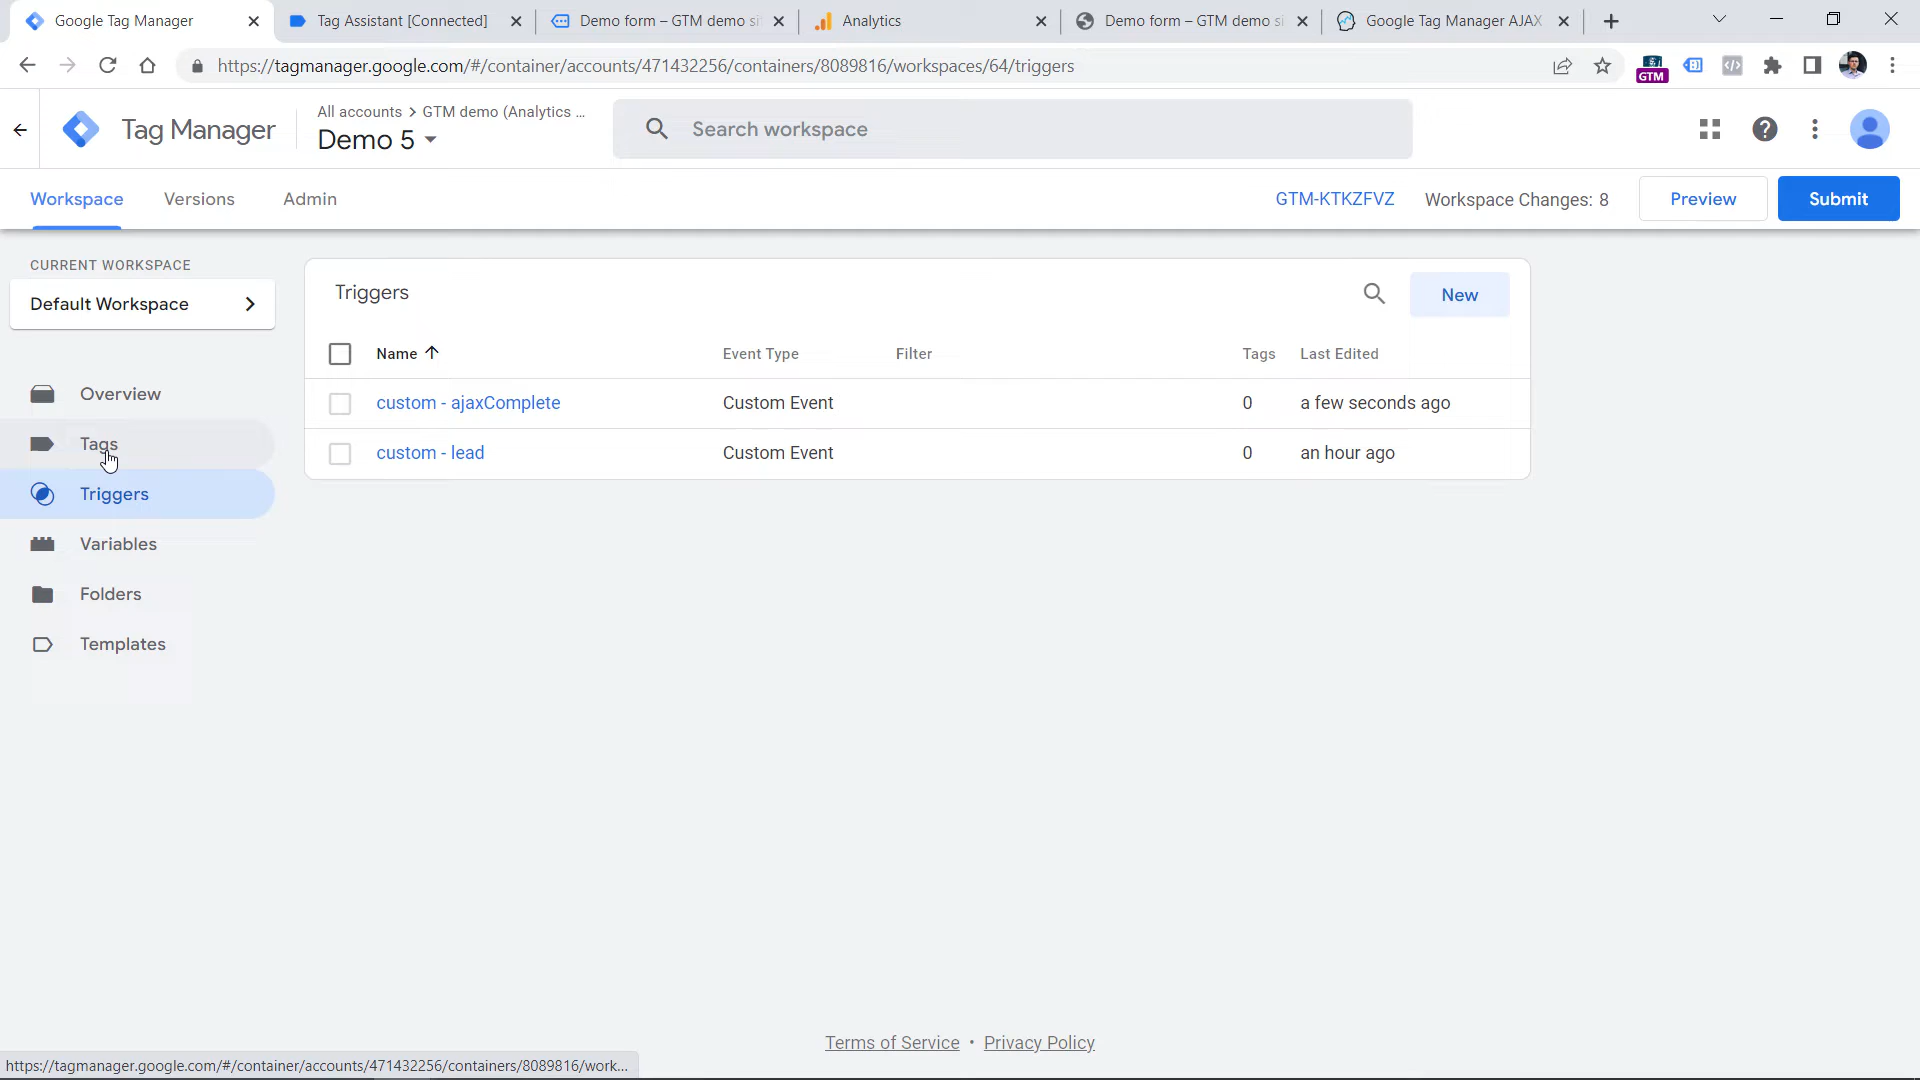 Google Tag Manager
Tag Assistant [Connected]
Demo form – GTM demo si
Analytics
Demo form – GTM demo si
Google Tag Manager AJAX
https://tagmanager.google.com/#/container/accounts/471432256/containers/8089816/workspaces/64/triggers
GTM
Tag Manager
All accounts > GTM demo (Analytics ...
Demo 5
Search workspace
Workspace
Versions
Admin
GTM-KTKZFVZ
Workspace Changes: 8
Preview
Submit
CURRENT WORKSPACE
Default Workspace
Overview
Tags
Triggers
Variables
Folders
Templates
Triggers
New
Name
Event Type
Filter
Tags
Last Edited
custom - ajaxComplete
Custom Event
0
a few seconds ago
custom - lead
Custom Event
0
an hour ago
Terms of Service • Privacy Policy
https://tagmanager.google.com/#/container/accounts/471432256/containers/8089816/work...